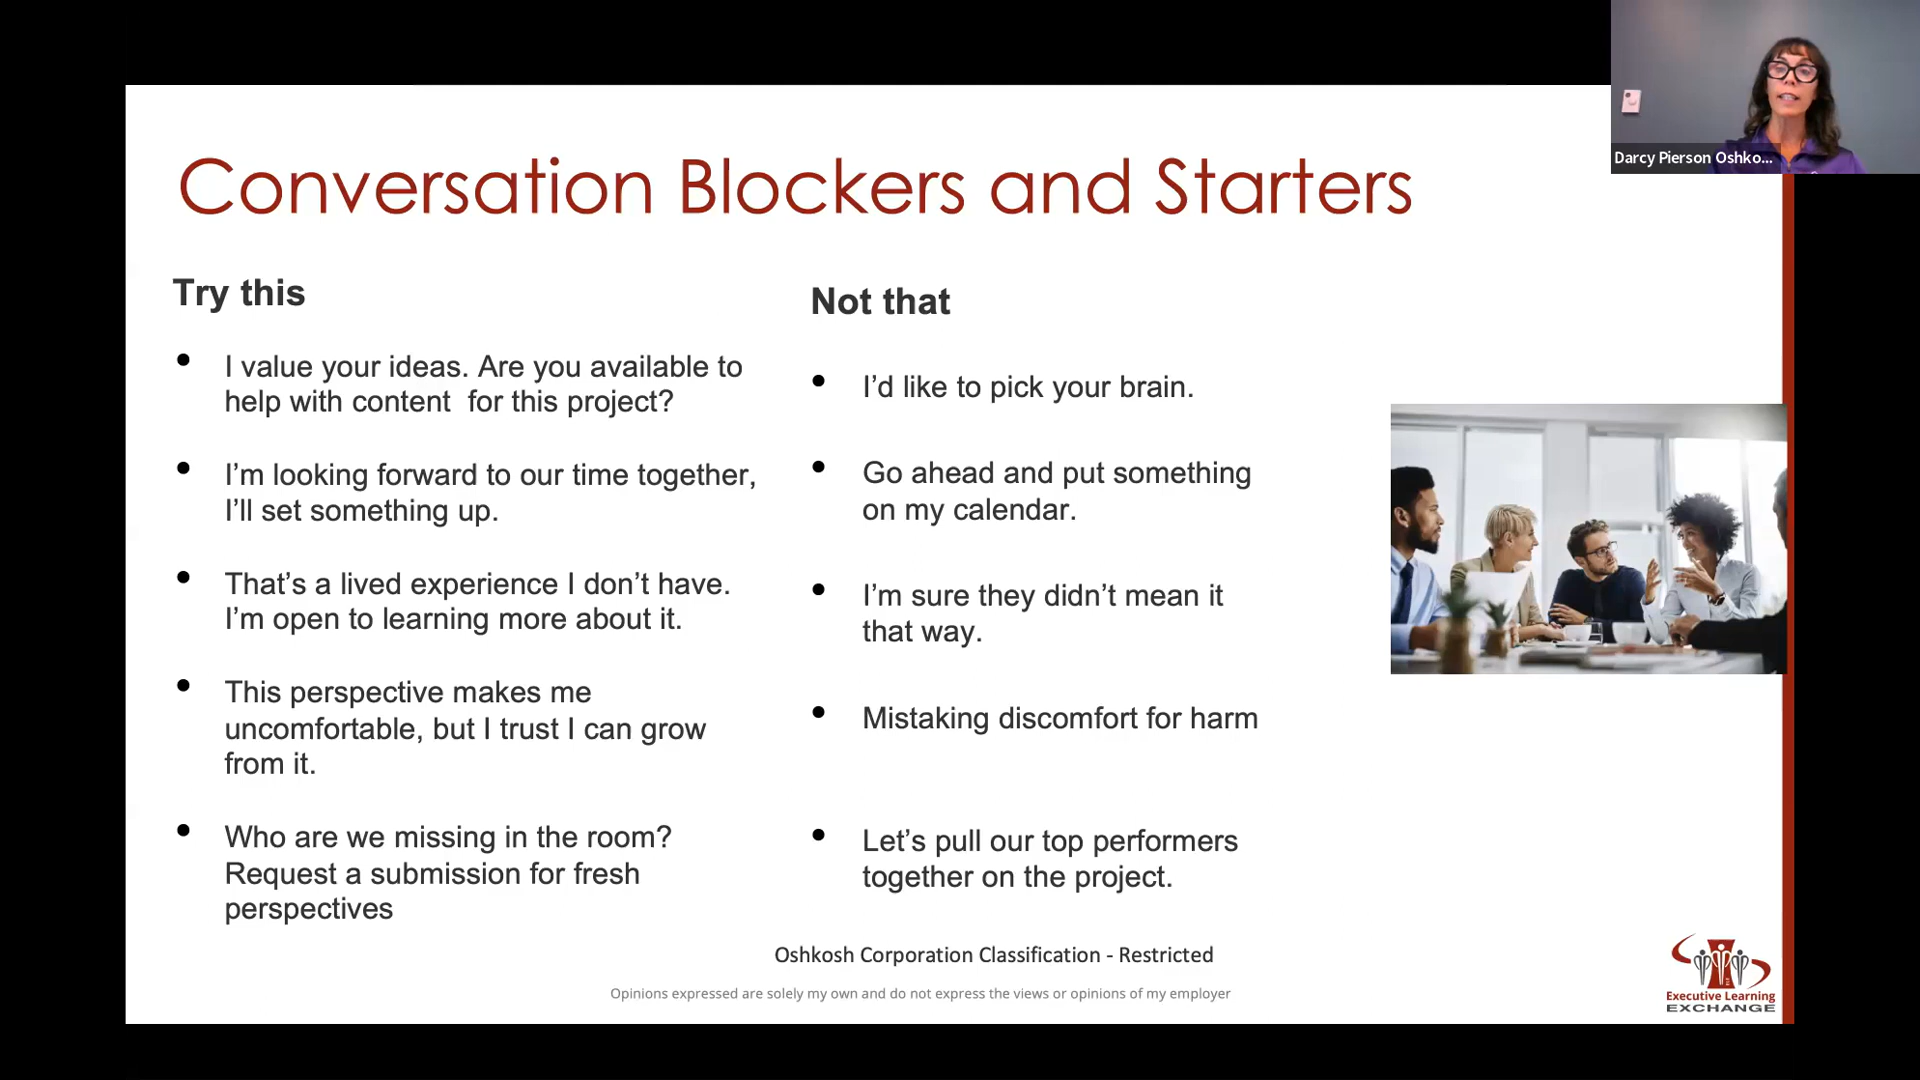 Darcy Pierson Oshko...
Conversation Blockers and Starters
Try this
I value your ideas. Are you available to
help with content  for this project?
I’m looking forward to our time together,
I’ll set something up.
That’s a lived experience I don’t have.
I’m open to learning more about it.
This perspective makes me
uncomfortable, but I trust I can grow
from it.
Who are we missing in the room?
Request a submission for fresh
perspectives
Not that
I’d like to pick your brain.
Go ahead and put something
on my calendar.
I’m sure they didn’t mean it
that way.
Mistaking discomfort for harm
Let’s pull our top performers
together on the project.
Oshkosh Corporation Classification - Restricted
Opinions expressed are solely my own and do not express the views or opinions of my employer
Executive Learning
EXCHANGE